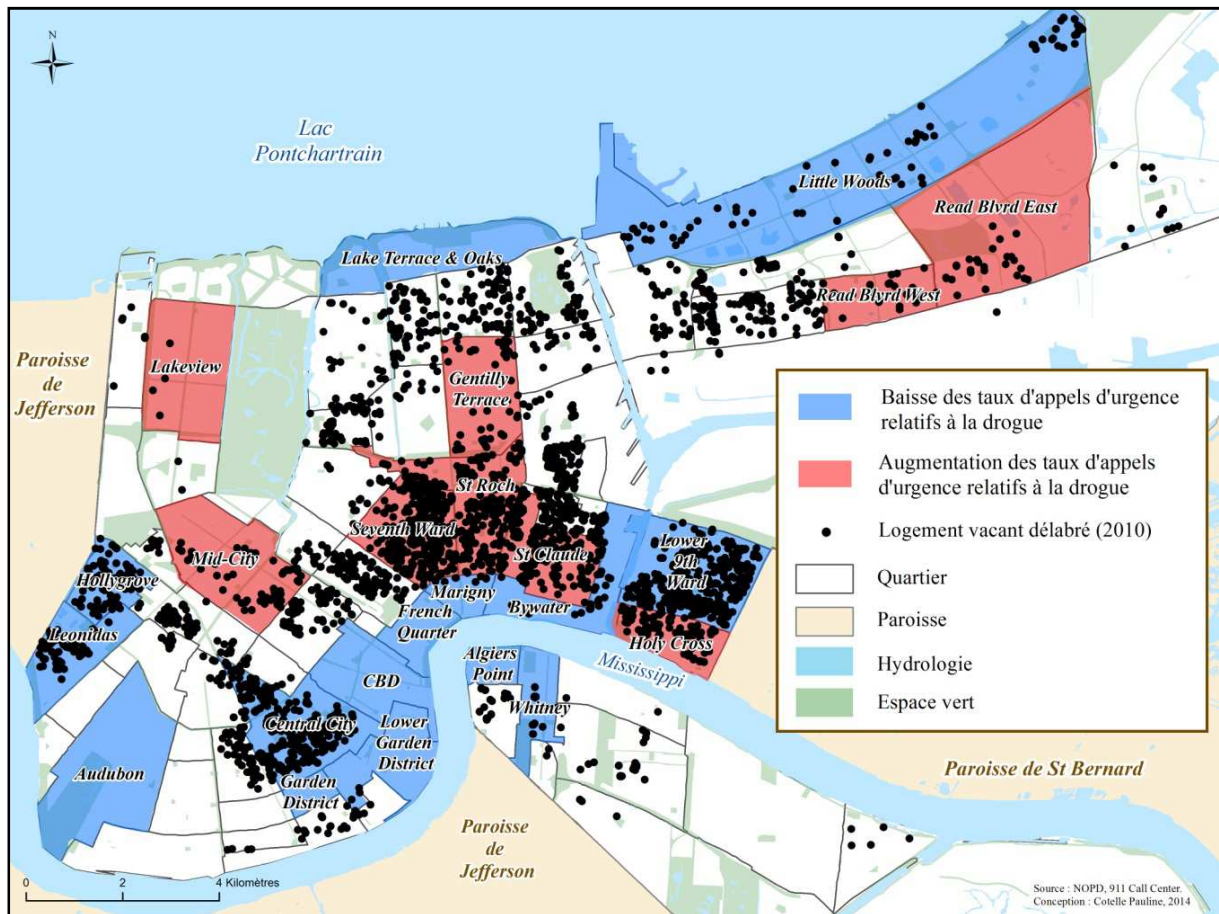 N
Lac
Pontchartrain
Little Woods
Read Blvrd East
Lake Terrace & Oaks
Read Blvrd West
Paroisse
de
Jefferson
Lakeview
Gentilly
Terrace
St Roch
Seventh Ward
St Claude
Lower
9th
Ward
Mid-City
Hollygrove
Marigny
Bywater
French
Quarter
Holy Cross
Leonidas
Mississippi
Algiers
Point
CBD
Whitney
Central City
Lower
Garden
District
Audubon
Garden
District
Paroisse
de
Jefferson
Paroisse de St Bernard
Baisse des taux d'appels d'urgence
relatifs à la drogue
Augmentation des taux d'appels
d'urgence relatifs à la drogue
Logement vacant délabré (2010)
Quartier
Paroisse
Hydrologie
Espace vert
0 2 4 Kilomètres
Source : NOPD, 911 Call Center.
Conception : Cotelle Pauline, 2014